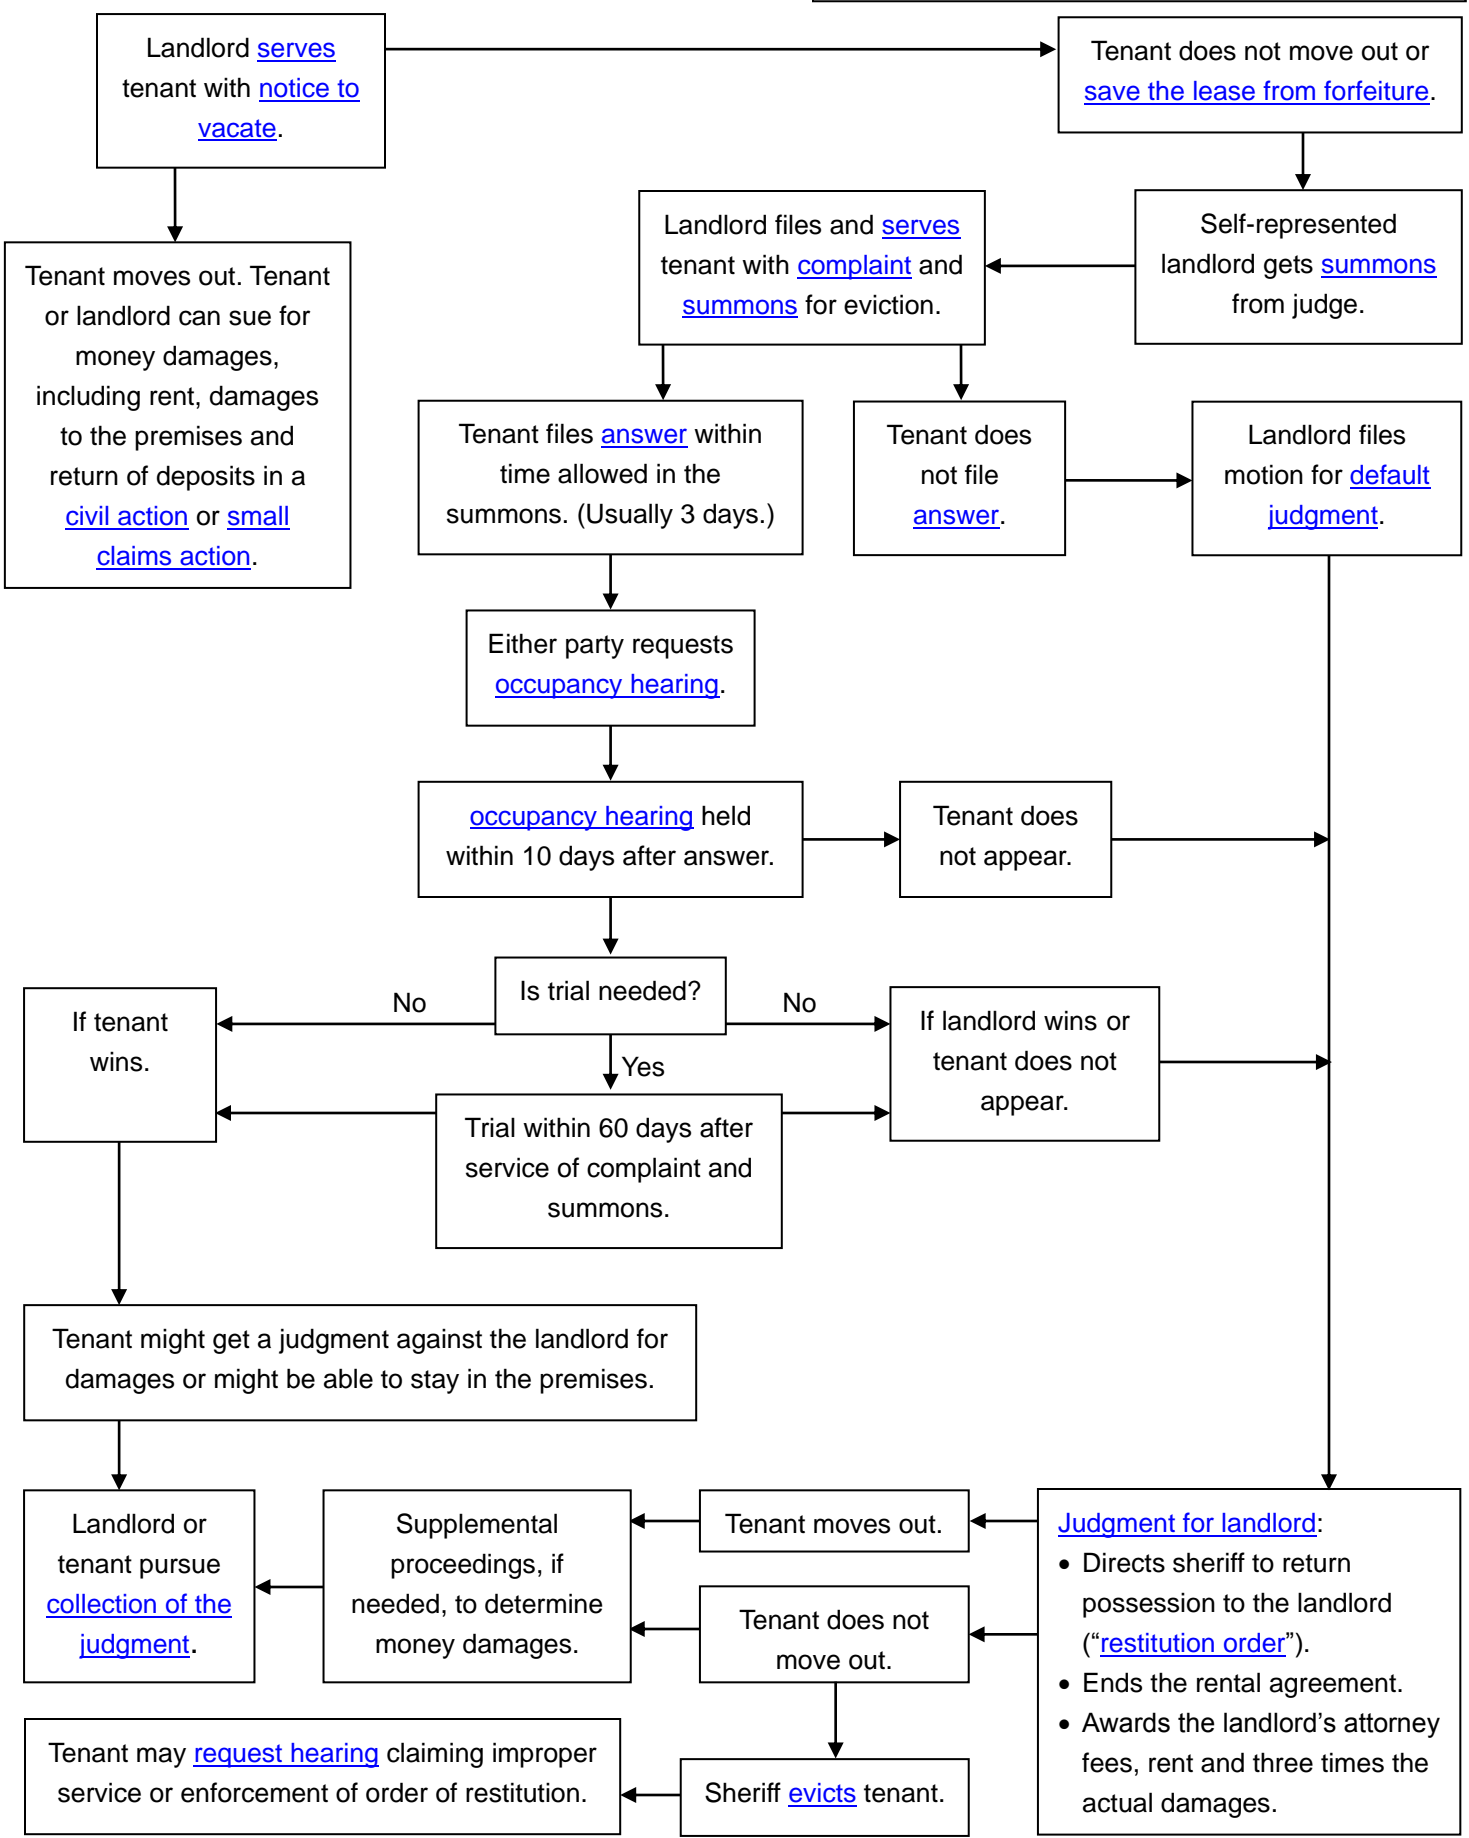 Landlord serves
tenant with notice to
vacate.
Tenant does not move out or
save the lease from forfeiture.
Self-represented
landlord gets summons
from judge.
Landlord files and serves
tenant with complaint and
summons for eviction.
Tenant moves out. Tenant
or landlord can sue for
money damages,
including rent, damages
to the premises and
return of deposits in a
civil action or small
claims action.
Tenant files answer within
time allowed in the
summons. (Usually 3 days.)
Tenant does
not file
answer.
Landlord files
motion for default
judgment.
Either party requests
occupancy hearing.
occupancy hearing held
within 10 days after answer.
Tenant does
not appear.
Is trial needed?
No
No
Yes
If tenant
wins.
If landlord wins or
tenant does not
appear.
Trial within 60 days after
service of complaint and
summons.
Tenant might get a judgment against the landlord for
damages or might be able to stay in the premises.
Landlord or
tenant pursue
collection of the
judgment.
Supplemental
proceedings, if
needed, to determine
money damages.
Tenant moves out.
Tenant does not
move out.
Judgment for landlord:
• Directs sheriff to return
possession to the landlord
(“restitution order”).
• Ends the rental agreement.
• Awards the landlord’s attorney
fees, rent and three times the
actual damages.
Tenant may request hearing claiming improper
service or enforcement of order of restitution.
Sheriff evicts tenant.